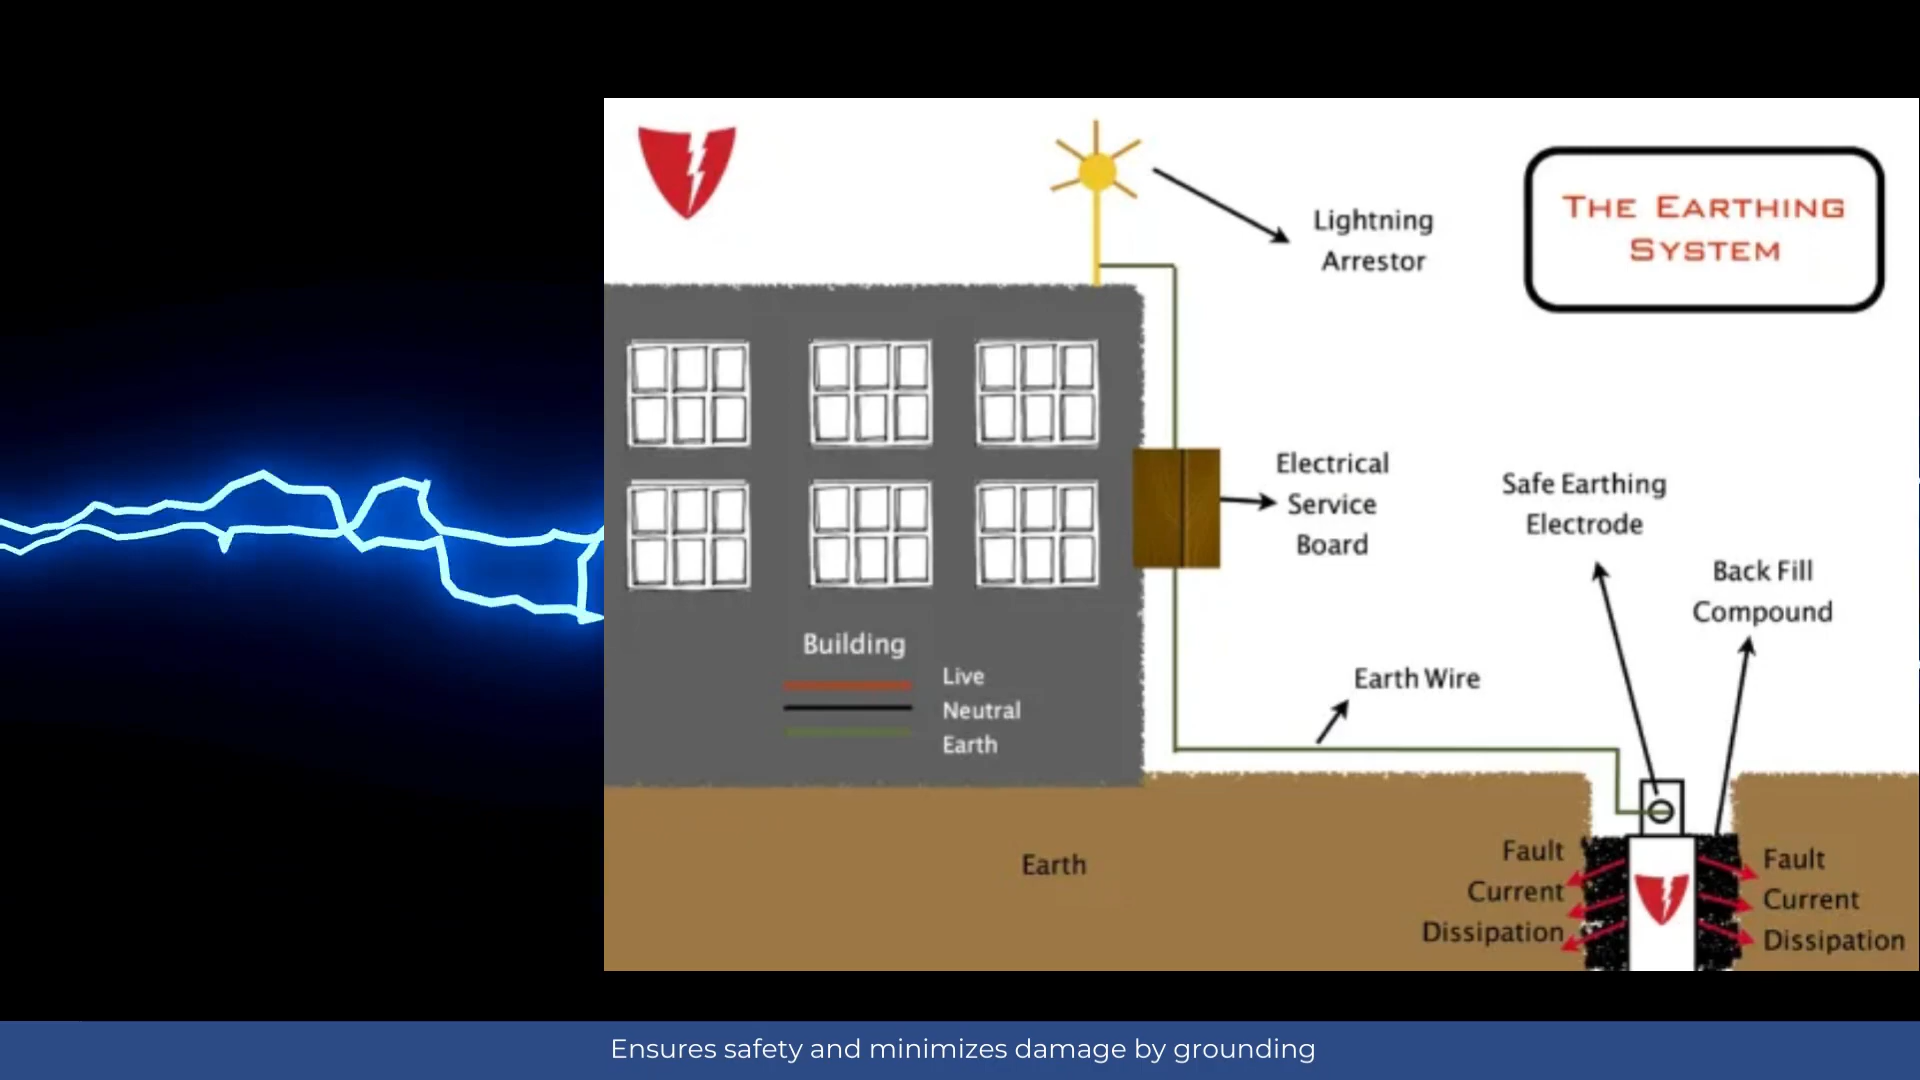 THE EARTHING
SYSTEM
Lightning
Arrestor
Electrical
Service
Board
Safe Earthing
Electrode
Back Fill
Compound
Building
Live
Neutral
Earth
Earth Wire
Earth
Fault
Current
Dissipation
Fault
Current
Dissipation
Ensures safety and minimizes damage by grounding